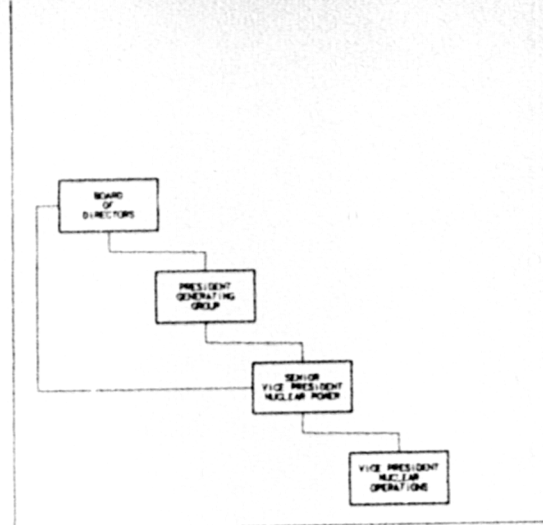 BOARD
OF
DIRECTORS
PRESIDENT
GENERATING
GROUP
SENIOR
VICE PRESIDENT
NUCLEAR POWER
VICE PRESIDENT
NUCLEAR
OPERATIONS